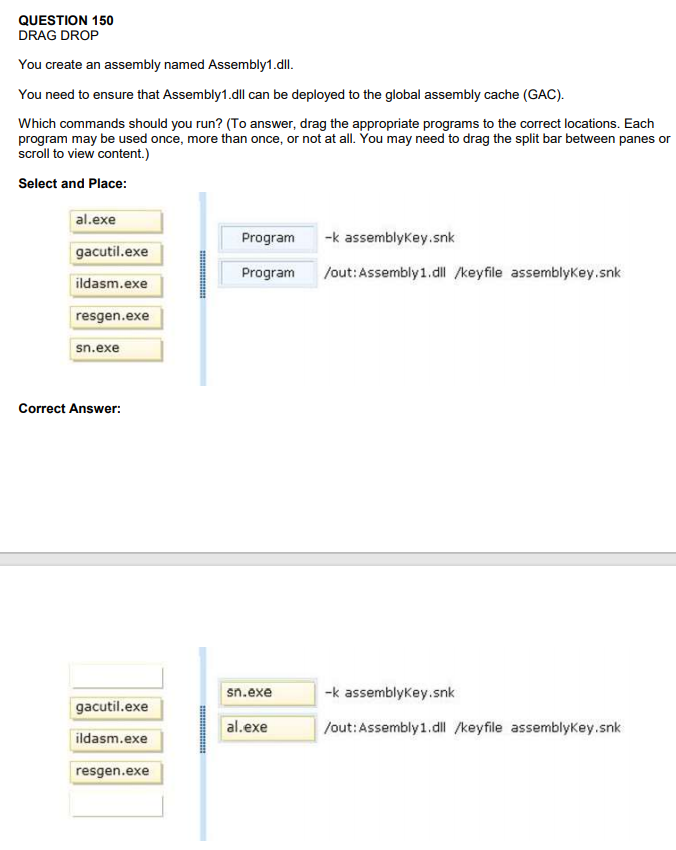 QUESTION 150
DRAG DROP
You create an assembly named Assembly1.dll.
You need to ensure that Assembly1.dll can be deployed to the global assembly cache (GAC).
Which commands should you run? (To answer, drag the appropriate programs to the correct locations. Each
program may be used once, more than once, or not at all. You may need to drag the split bar between panes or
scroll to view content.)
Select and Place:
al.exe
gacutil.exe
ildasm.exe
resgen.exe
sn.exe
Program -k assemblyKey.snk
Program /out:Assembly1.dll /keyfile assemblyKey.snk
Correct Answer:
gacutil.exe
ildasm.exe
resgen.exe
sn.exe -k assemblyKey.snk
al.exe /out:Assembly1.dll /keyfile assemblyKey.snk